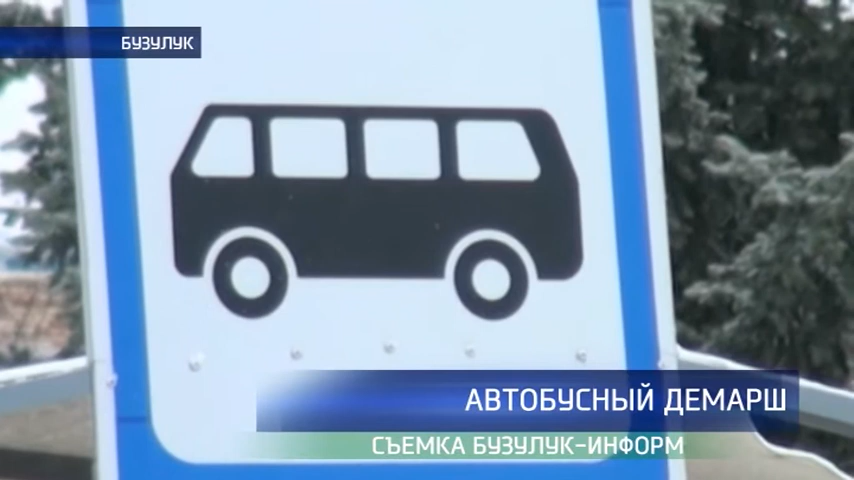 БУЗУЛУК
АВТОБУСНЫЙ ДЕМАРШ
СЪЕМКА БУЗУЛУК-ИНФОРМ